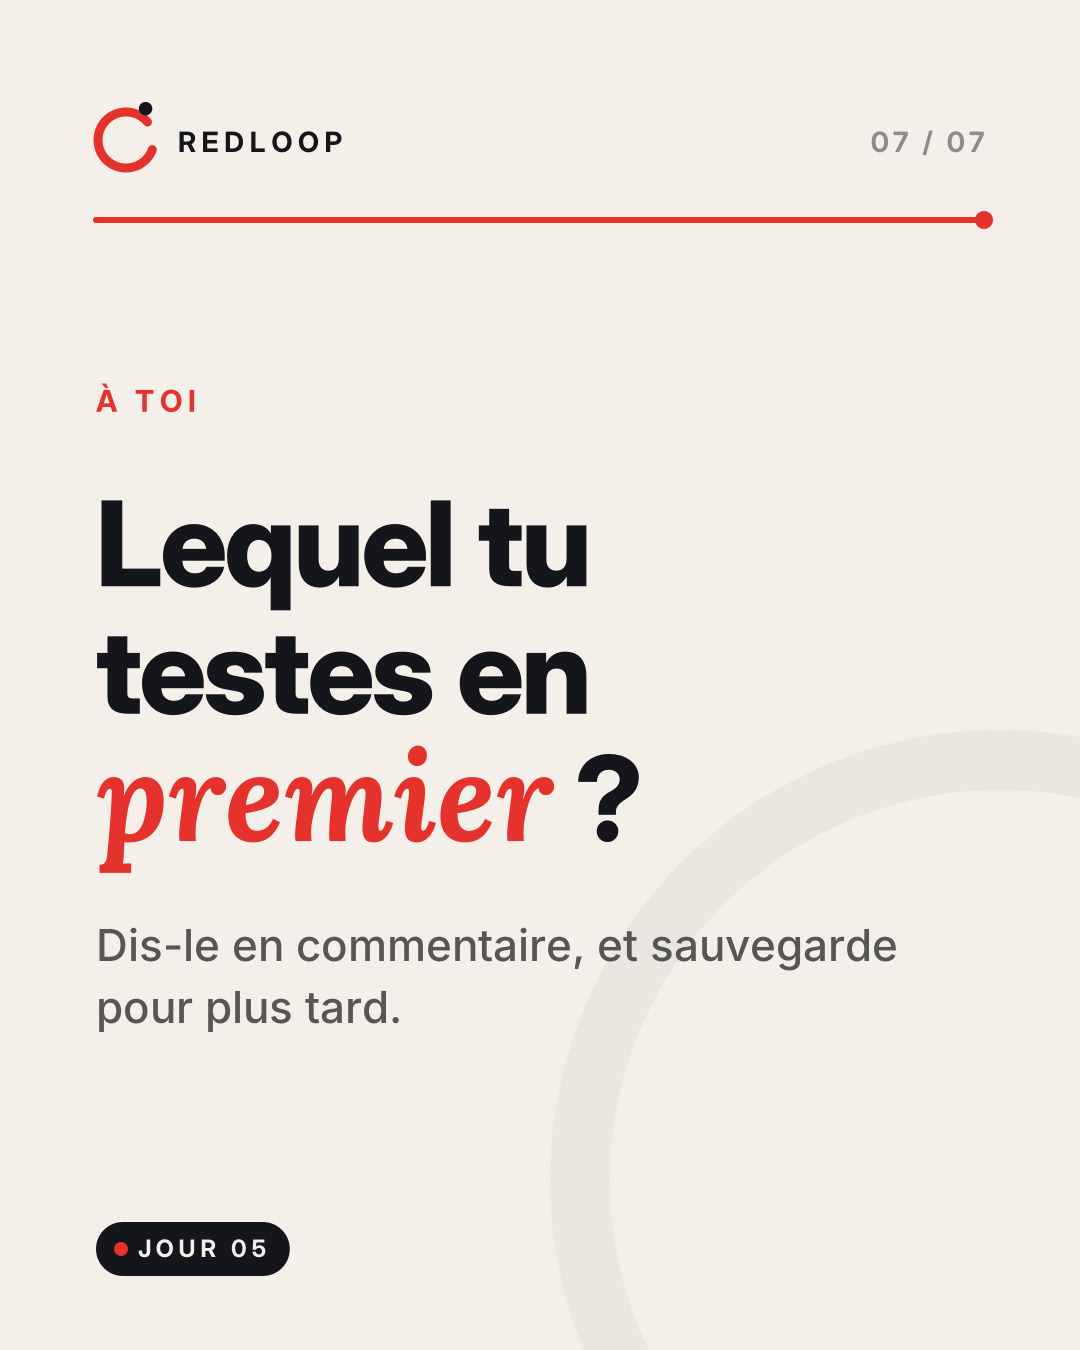 REDLOOP
07 / 07
À TOI
Lequel tu
testes en
premier ?
Dis-le en commentaire, et sauvegarde
pour plus tard.
JOUR 05